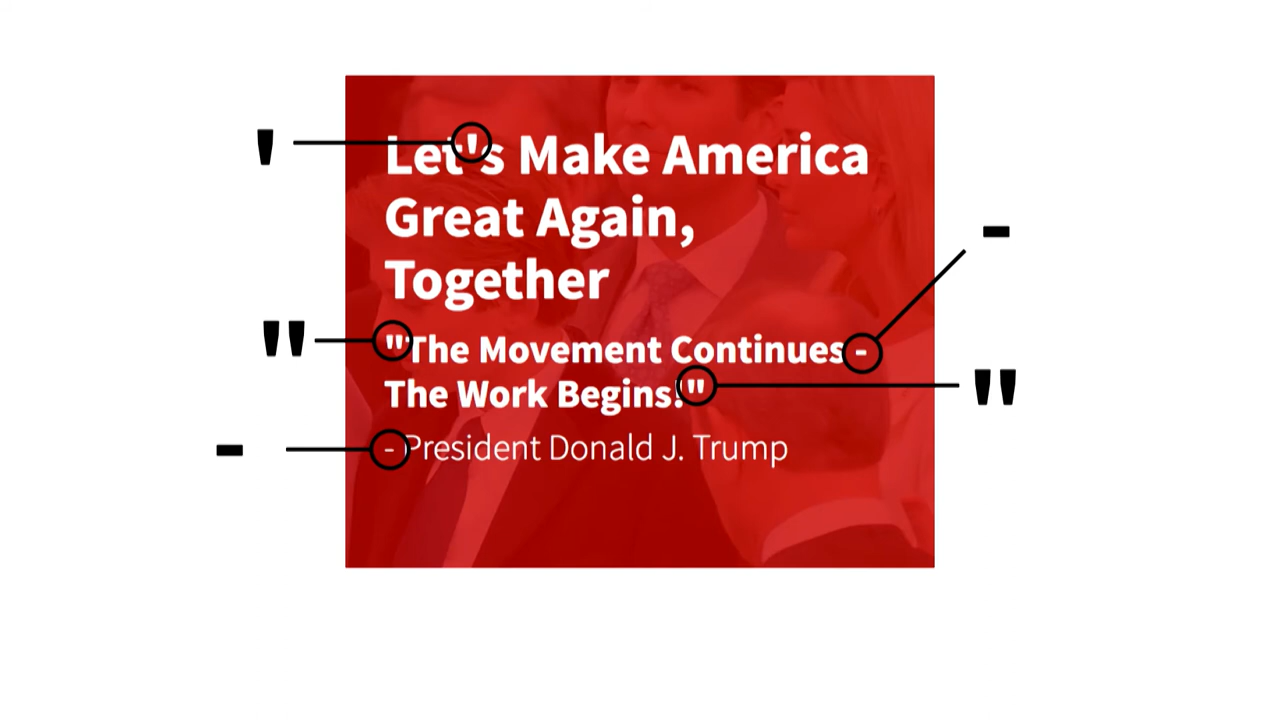 ' Let's Make America
Great Again, -
Together
" "The Movement Continues -
The Work Begins!" "
- - President Donald J. Trump